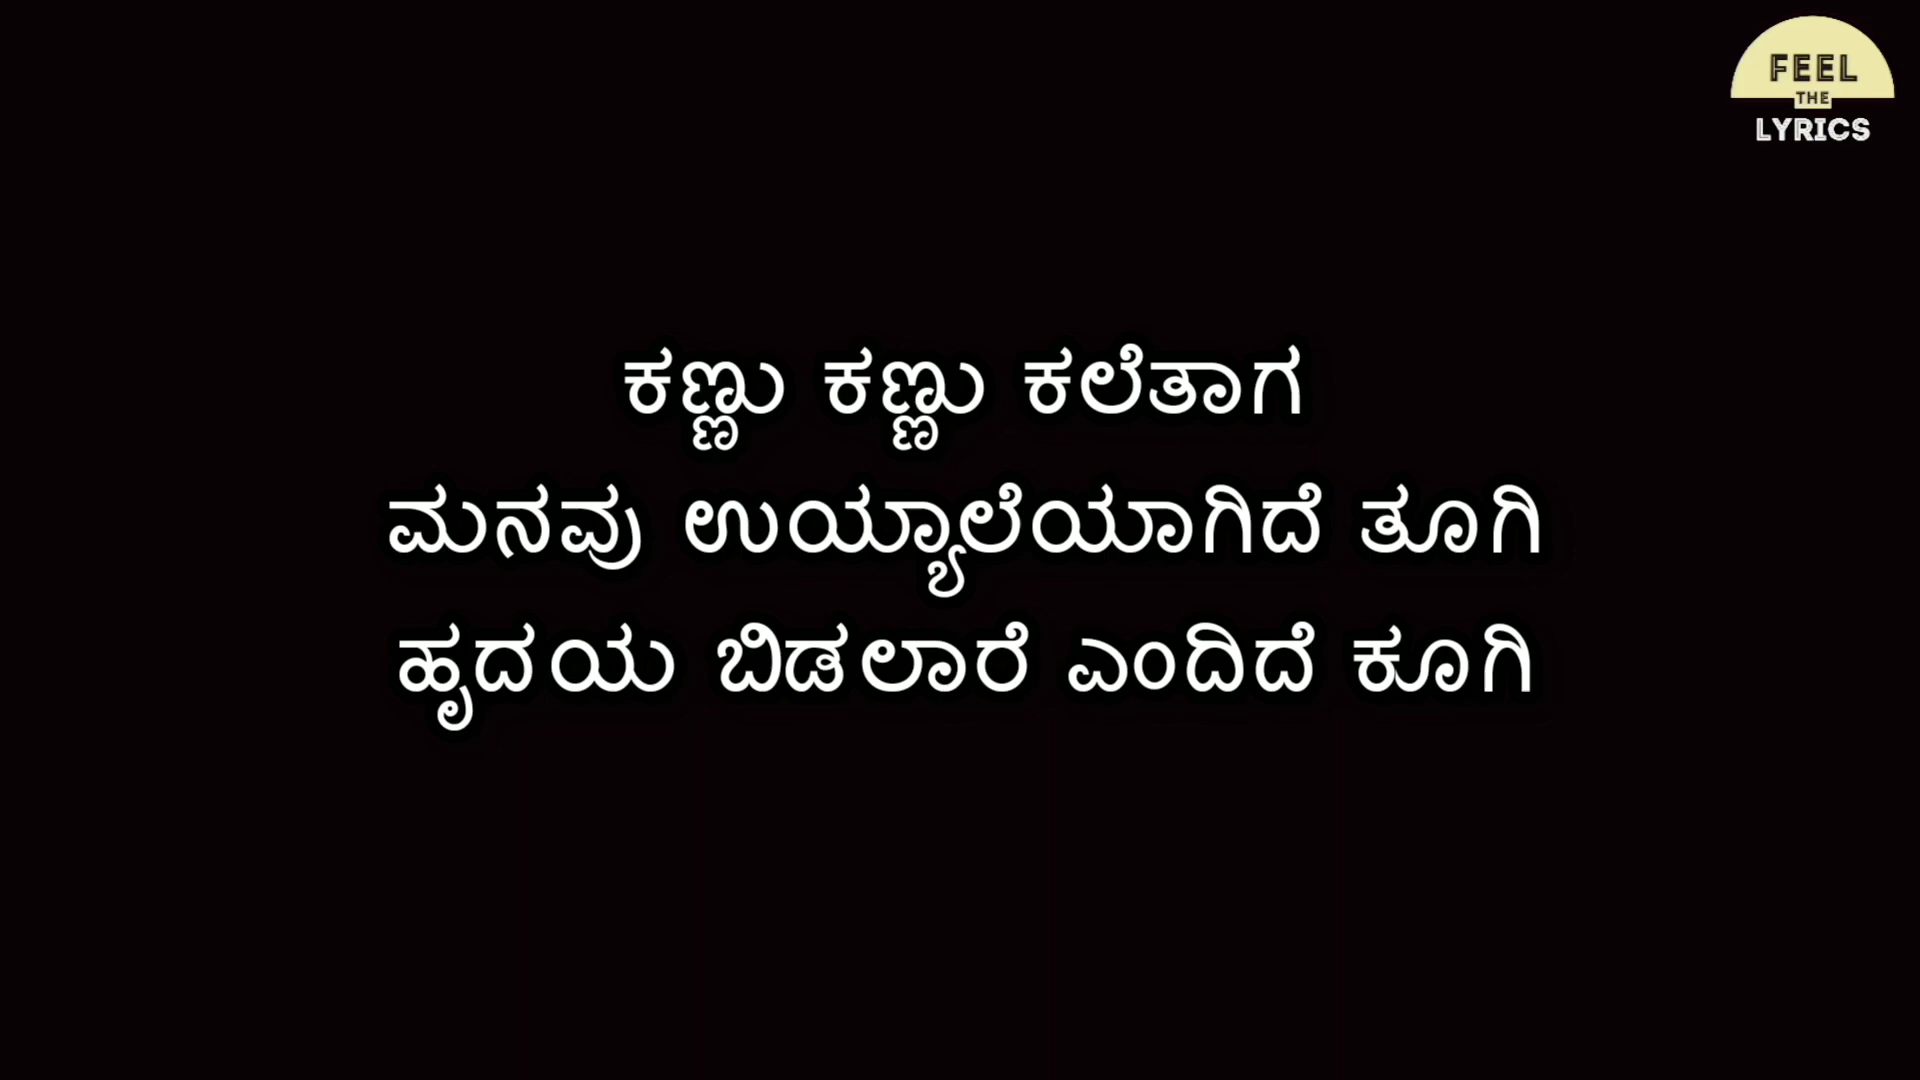 FEEL
THE
LYRICS
ಕಣ್ಣು ಕಣ್ಣು ಕಲೆತಾಗ
ಮನವು ಉಯ್ಯಾಲೆಯಾಗಿದೆ ತೂಗಿ
ಹೃದಯ ಬಿಡಲಾರೆ ಎಂದಿದೆ ಕೂಗಿ